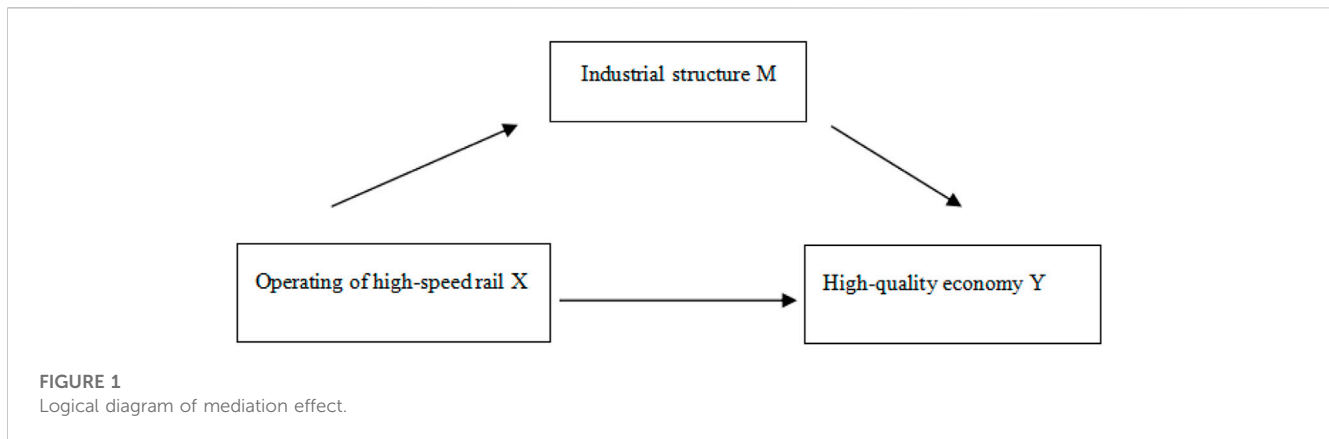 Industrial structure M
Operating of high-speed rail X
High-quality economy Y
FIGURE 1
Logical diagram of mediation effect.